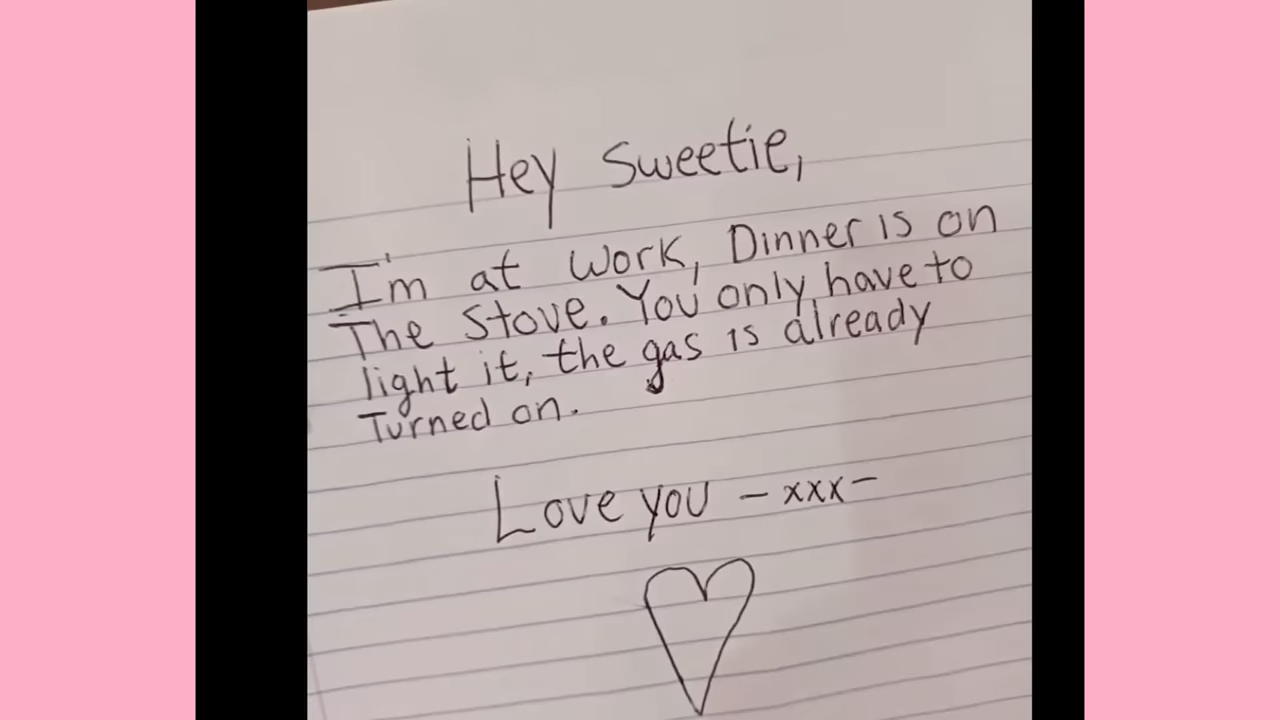 Hey Sweetie,
I'm at work, Dinner is on
The Stove. You only have to
light it, the gas is already
Turned on.
Love you - xxx -